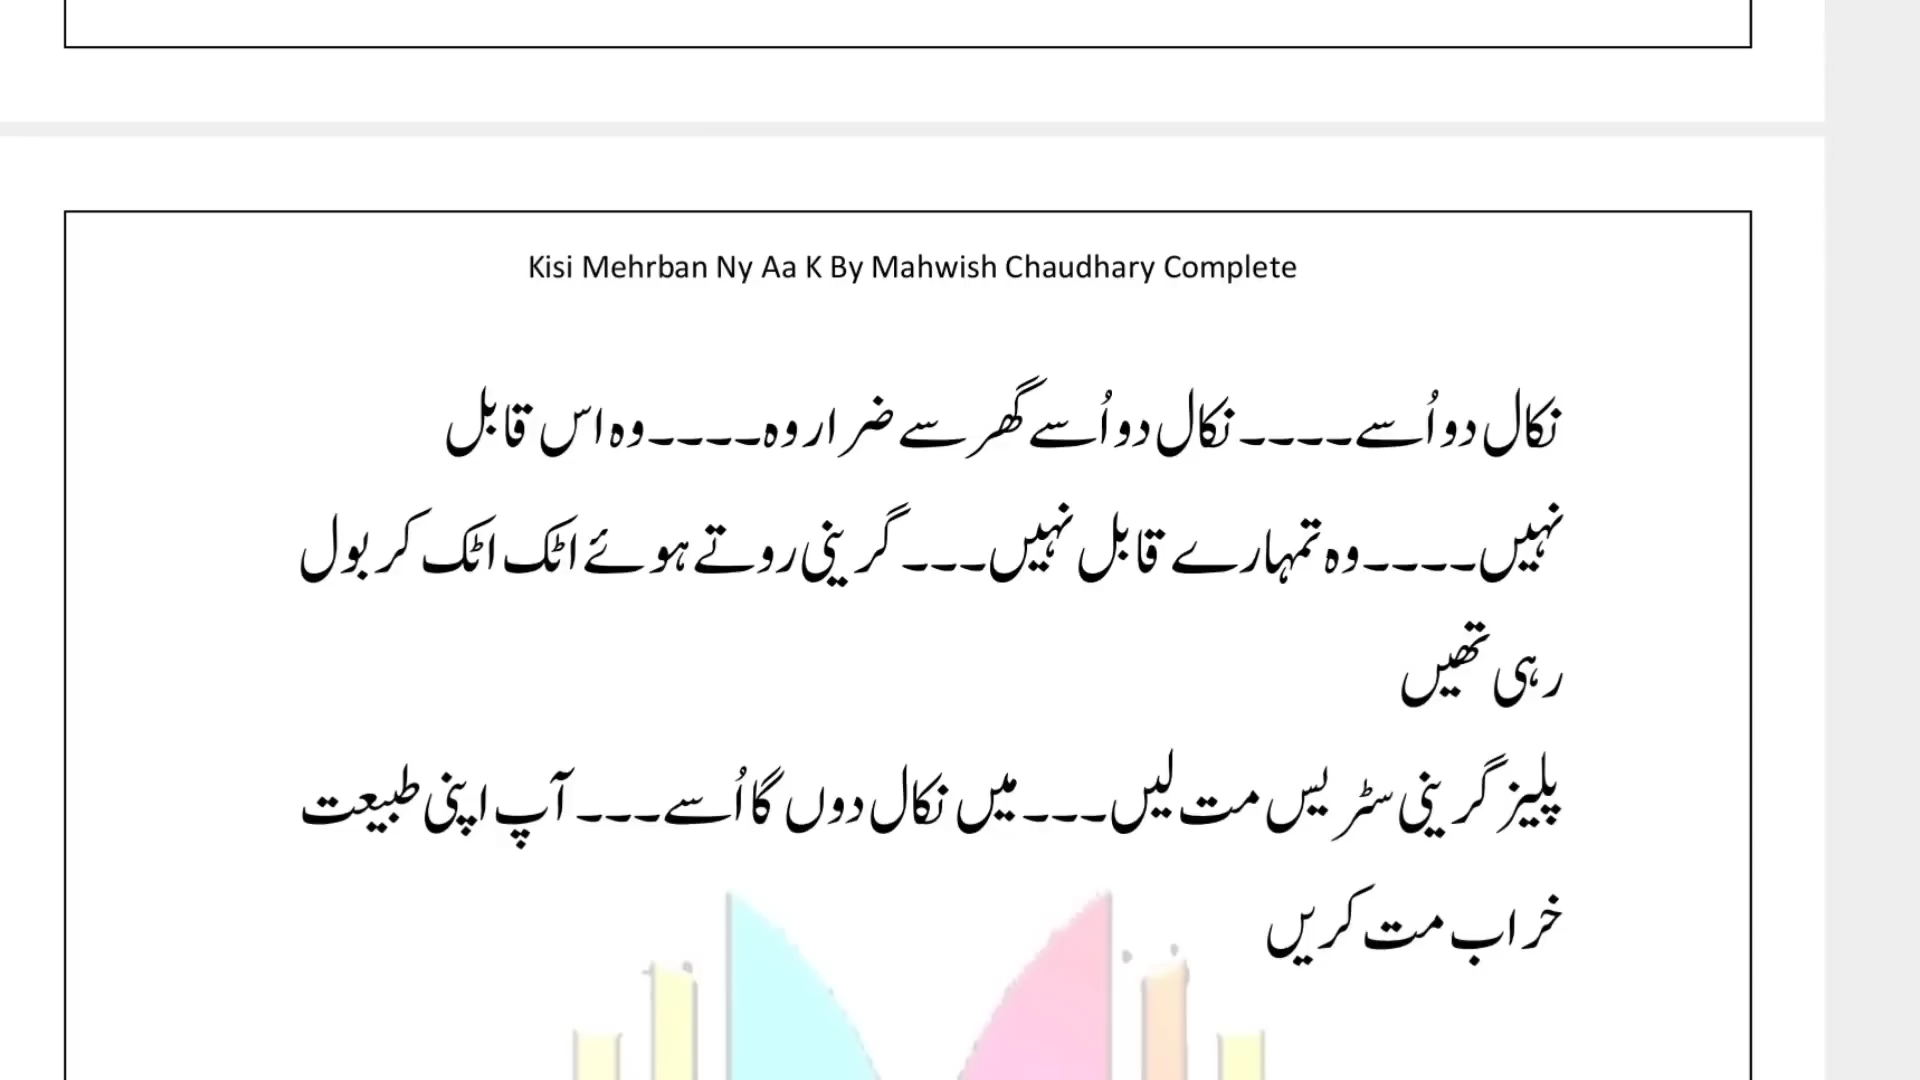 Kisi Mehrban Ny Aa K By Mahwish Chaudhary Complete
نکال دو اُسے۔۔۔۔نکال دو اُسے گھر سے ضرار وہ۔۔۔۔وہ اس قابل
نہیں۔۔۔۔وہ تمہارے قابل نہیں۔۔۔گرینی روتے ہوئے اٹک اٹک کر بول
رہی تھیں
پلیز گرینی سٹریس مت لیں۔۔۔میں نکال دوں گا اُسے۔۔۔آپ اپنی طبیعت
خراب مت کریں